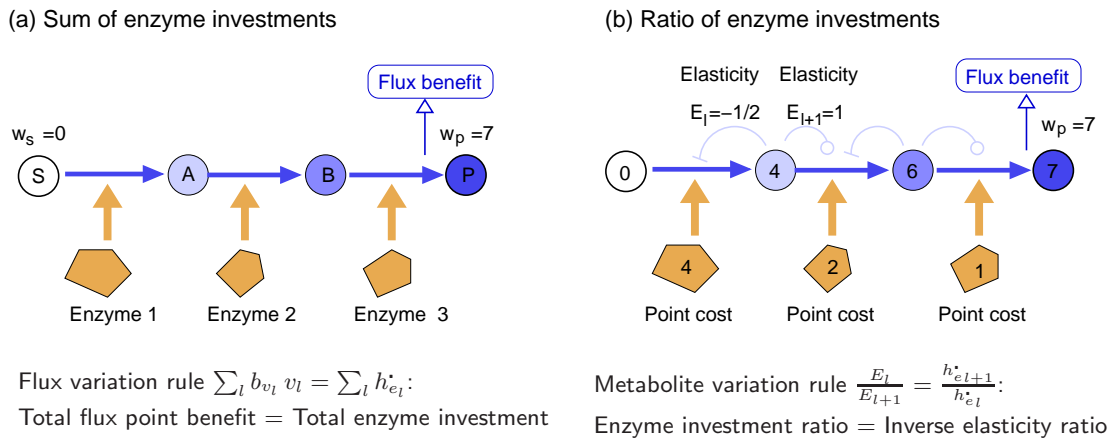 (a) Sum of enzyme investments
Flux benefit
w_s =0
w_p =7
S
A
B
P
Enzyme 1
Enzyme 2
Enzyme 3
Flux variation rule ∑_l b_{v_l} v_l = ∑_l h^•_{e_l}:
Total flux point benefit = Total enzyme investment
(b) Ratio of enzyme investments
Elasticity
Elasticity
Flux benefit
E_l=−1/2
E_{l+1}=1
w_p =7
0
4
6
7
4
2
1
Point cost
Point cost
Point cost
Metabolite variation rule E_l/E_{l+1} = h^•_{e l+1}/h^•_{e l}:
Enzyme investment ratio = Inverse elasticity ratio